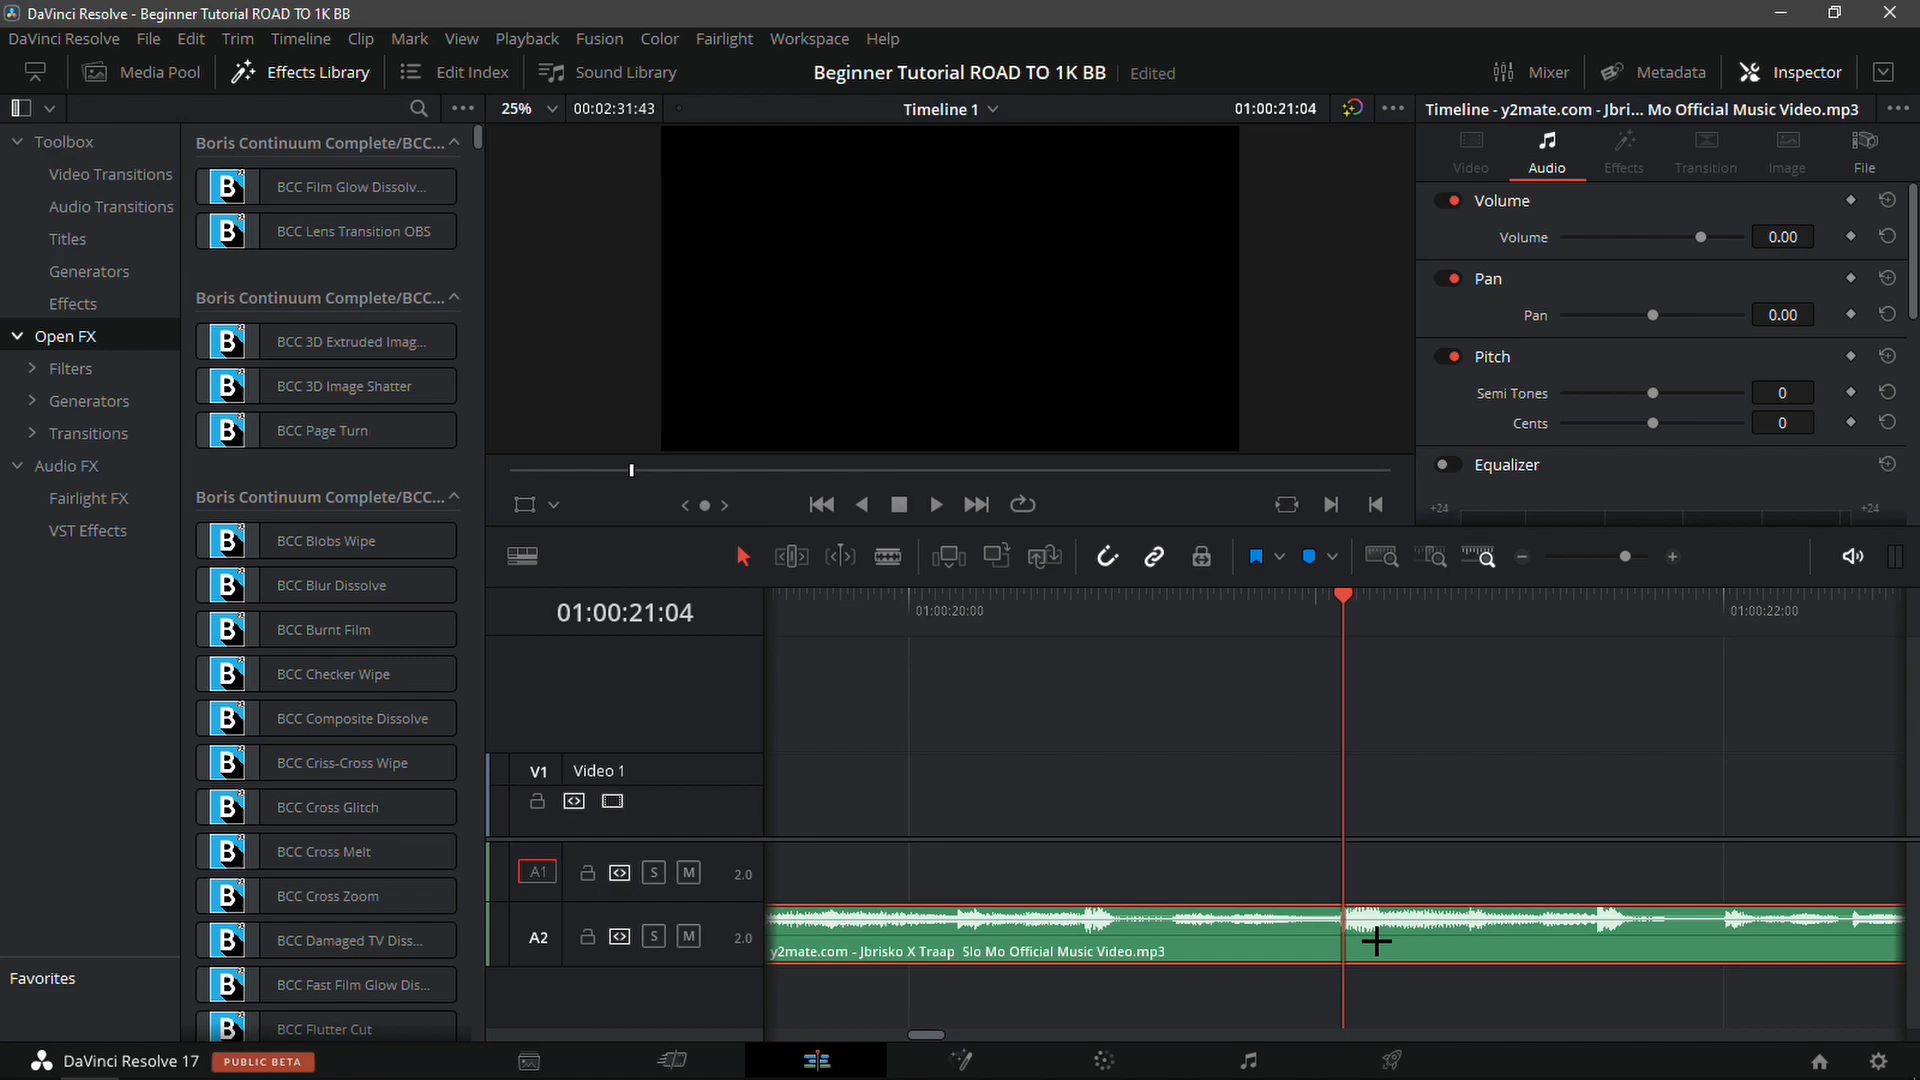 DaVinci Resolve - Beginner Tutorial ROAD TO 1K BB
DaVinci Resolve File Edit Trim Timeline Clip Mark View Playback Fusion Color Fairlight Workspace Help
Media Pool Effects Library Edit Index Sound Library Beginner Tutorial ROAD TO 1K BB Edited Mixer Metadata Inspector
25% 00:02:31:43 Timeline 1 01:00:21:04 Timeline - y2mate.com - Jbri... Mo Official Music Video.mp3
Toolbox
Video Transitions
Audio Transitions
Titles
Generators
Effects
Open FX
Filters
Generators
Transitions
Audio FX
Fairlight FX
VST Effects
Favorites
Boris Continuum Complete/BCC...
BCC Film Glow Dissolv...
BCC Lens Transition OBS
Boris Continuum Complete/BCC...
BCC 3D Extruded Imag...
BCC 3D Image Shatter
BCC Page Turn
Boris Continuum Complete/BCC...
BCC Blobs Wipe
BCC Blur Dissolve
BCC Burnt Film
BCC Checker Wipe
BCC Composite Dissolve
BCC Criss-Cross Wipe
BCC Cross Glitch
BCC Cross Melt
BCC Cross Zoom
BCC Damaged TV Diss...
BCC Fast Film Glow Dis...
BCC Flutter Cut
Video Audio Effects Transition Image File
Volume
Volume 0.00
Pan
Pan 0.00
Pitch
Semi Tones 0
Cents 0
Equalizer
+24 +24
01:00:21:04 01:00:20:00 01:00:22:00
V1 Video 1
A1 S M 2.0
A2 S M 2.0
y2mate.com - Jbrisko X Traap Slo Mo Official Music Video.mp3
DaVinci Resolve 17 PUBLIC BETA